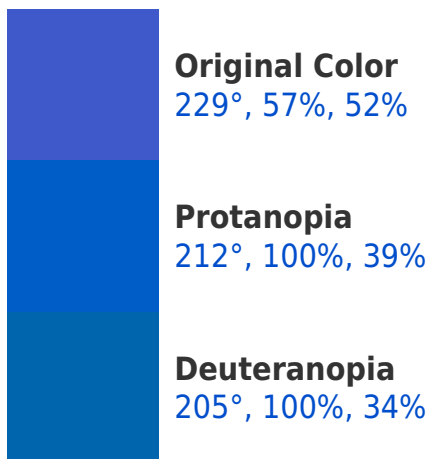 Original Color
229°, 57%, 52%
Protanopia
212°, 100%, 39%
Deuteranopia
205°, 100%, 34%